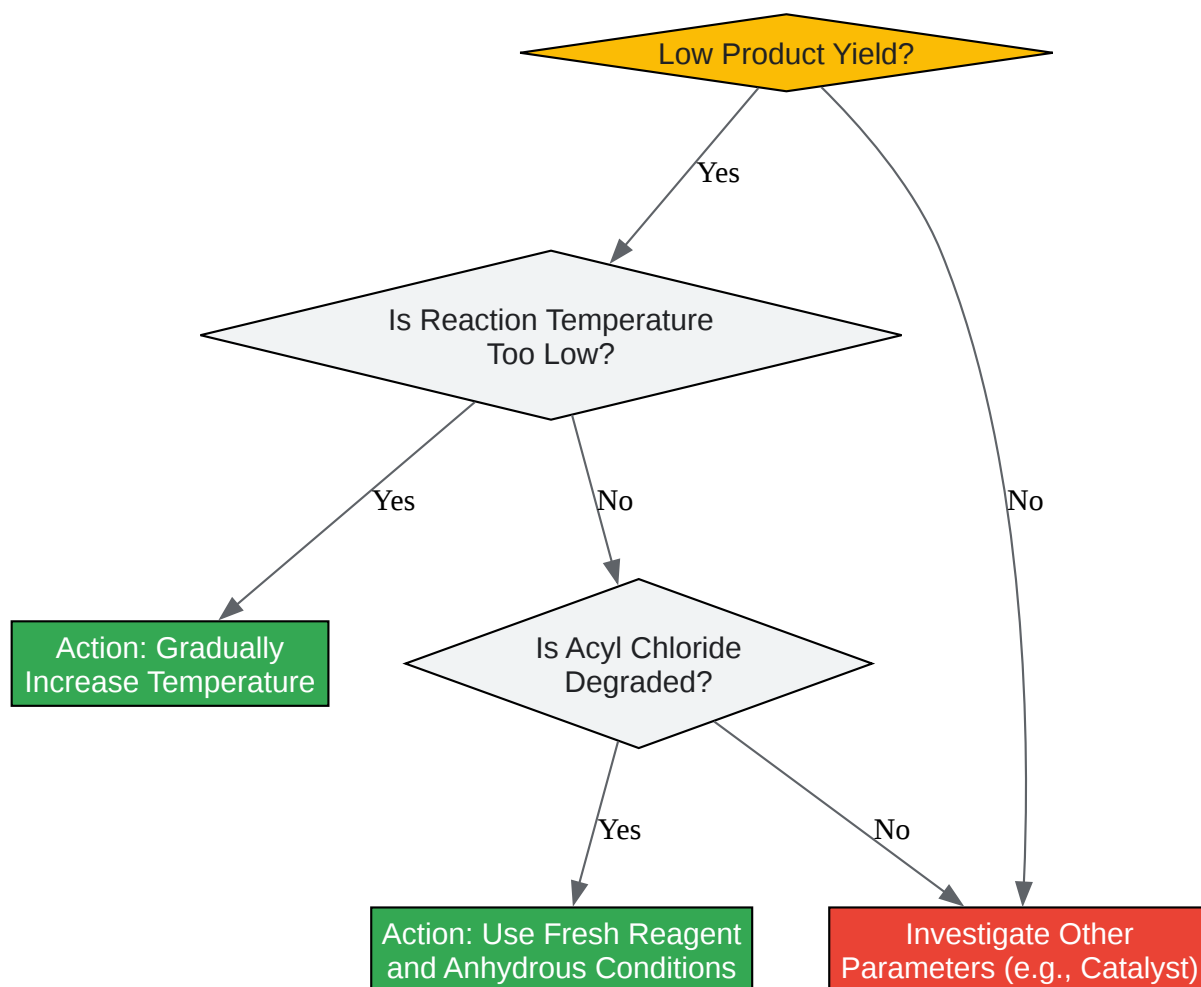 Low Product Yield?
Yes
Is Reaction Temperature
Too Low?
Yes
No
No
Is Acyl Chloride
Degraded?
Action: Gradually
Increase Temperature
Yes
No
Action: Use Fresh Reagent
and Anhydrous Conditions
Investigate Other
Parameters (e.g., Catalyst)